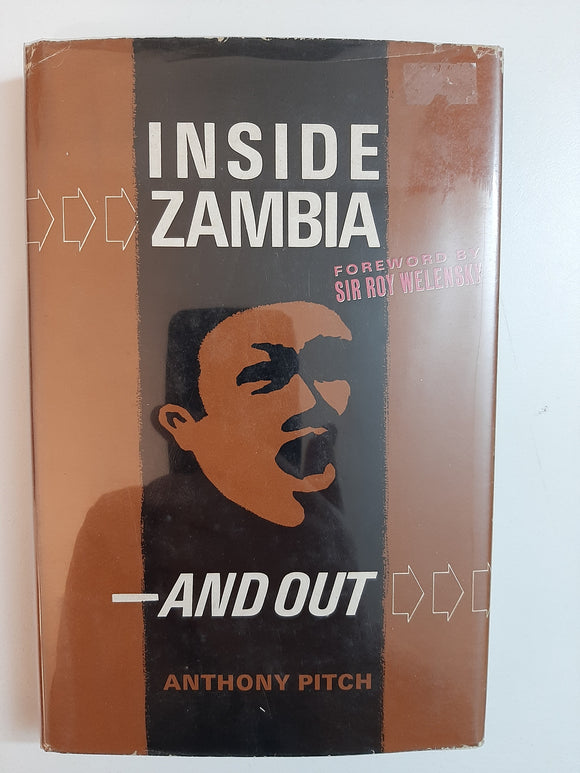 INSIDE
ZAMBIA
FOREWORD BY
SIR ROY WELENSKY
—AND OUT
ANTHONY PITCH